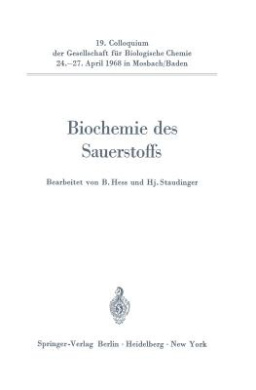 19. Colloquium
der Gesellschaft für Biologische Chemie
24.–27. April 1968 in Mosbach/Baden
Biochemie des
Sauerstoffs
Bearbeitet von B. Hess und Hj. Staudinger
Springer-Verlag Berlin · Heidelberg · New York